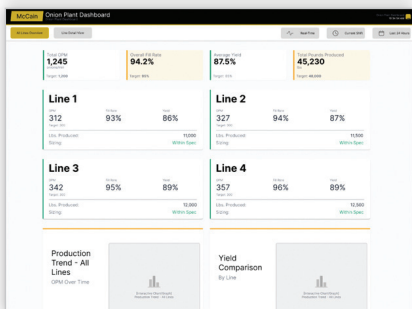 McCain
Onion Plant Dashboard
All Lines Overview
Line Detail View
Real-Time
Current Shift
Last 24 Hours
Total OPM
1,245
Target: 1,200
Overall Fill Rate
94.2%
Target: 95%
Average Yield
87.5%
Total Pounds Produced
45,230
lbs
Line 1
OPM
312
Fill Rate
93%
Yield
86%
Lbs. Produced
11,000
Sizing
Within Spec
Line 2
OPM
327
Fill Rate
94%
Yield
87%
Lbs. Produced
11,500
Sizing
Within Spec
Line 3
OPM
342
Fill Rate
95%
Yield
89%
Lbs. Produced
12,000
Sizing
Within Spec
Line 4
OPM
357
Fill Rate
96%
Yield
89%
Lbs. Produced
12,500
Sizing
Within Spec
Production
Trend - All
Lines
OPM Over Time
Yield
Comparison
By Line